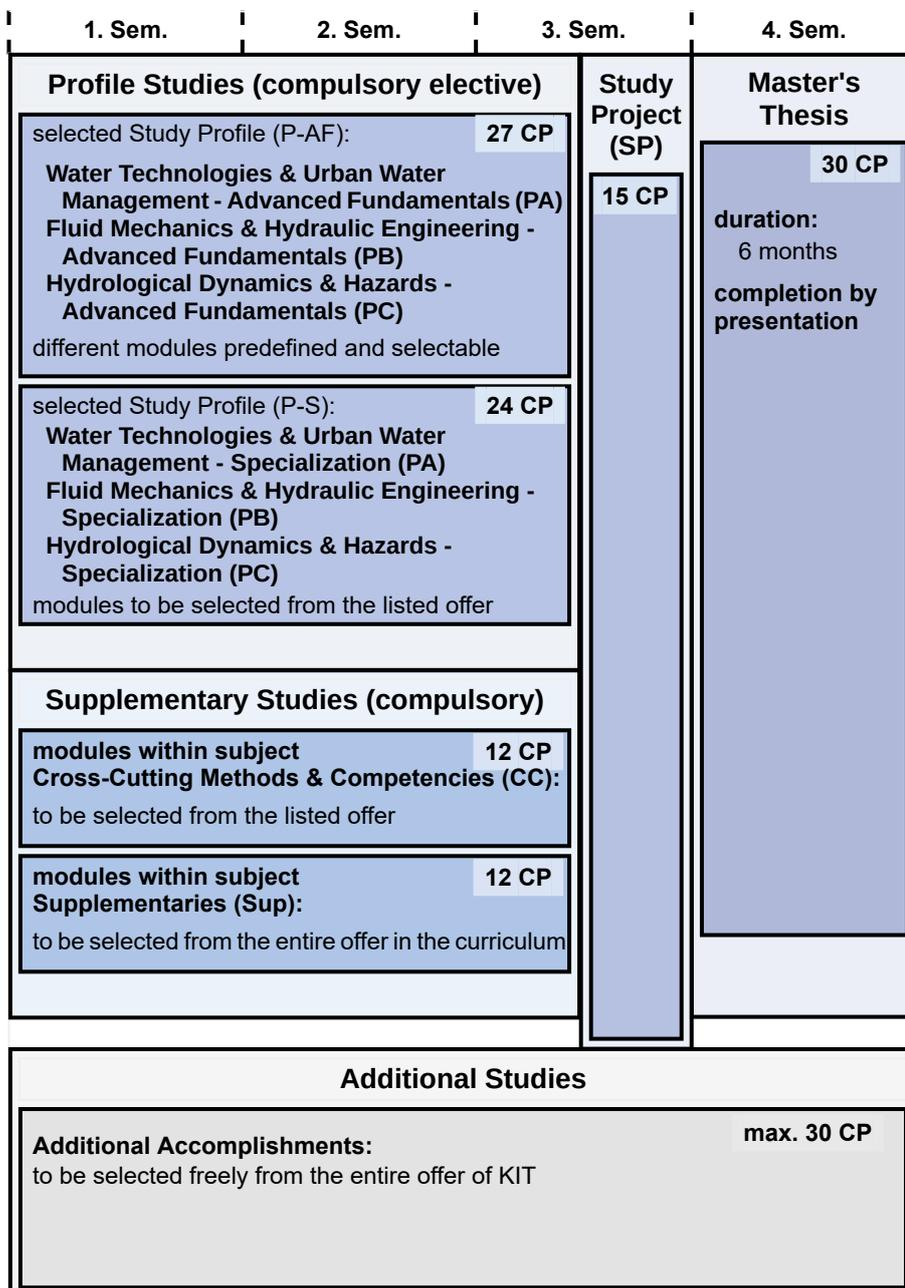 1. Sem. 2. Sem. 3. Sem. 4. Sem.
Profile Studies (compulsory elective)
selected Study Profile (P-AF): 27 CP
Water Technologies & Urban Water
Management - Advanced Fundamentals (PA)
Fluid Mechanics & Hydraulic Engineering -
Advanced Fundamentals (PB)
Hydrological Dynamics & Hazards -
Advanced Fundamentals (PC)
different modules predefined and selectable
selected Study Profile (P-S): 24 CP
Water Technologies & Urban Water
Management - Specialization (PA)
Fluid Mechanics & Hydraulic Engineering -
Specialization (PB)
Hydrological Dynamics & Hazards -
Specialization (PC)
modules to be selected from the listed offer
Supplementary Studies (compulsory)
modules within subject 12 CP
Cross-Cutting Methods & Competencies (CC):
to be selected from the listed offer
modules within subject 12 CP
Supplementaries (Sup):
to be selected from the entire offer in the curriculum
Study
Project
(SP)
15 CP
Master's
Thesis
30 CP
duration:
6 months
completion by
presentation
Additional Studies
Additional Accomplishments: max. 30 CP
to be selected freely from the entire offer of KIT